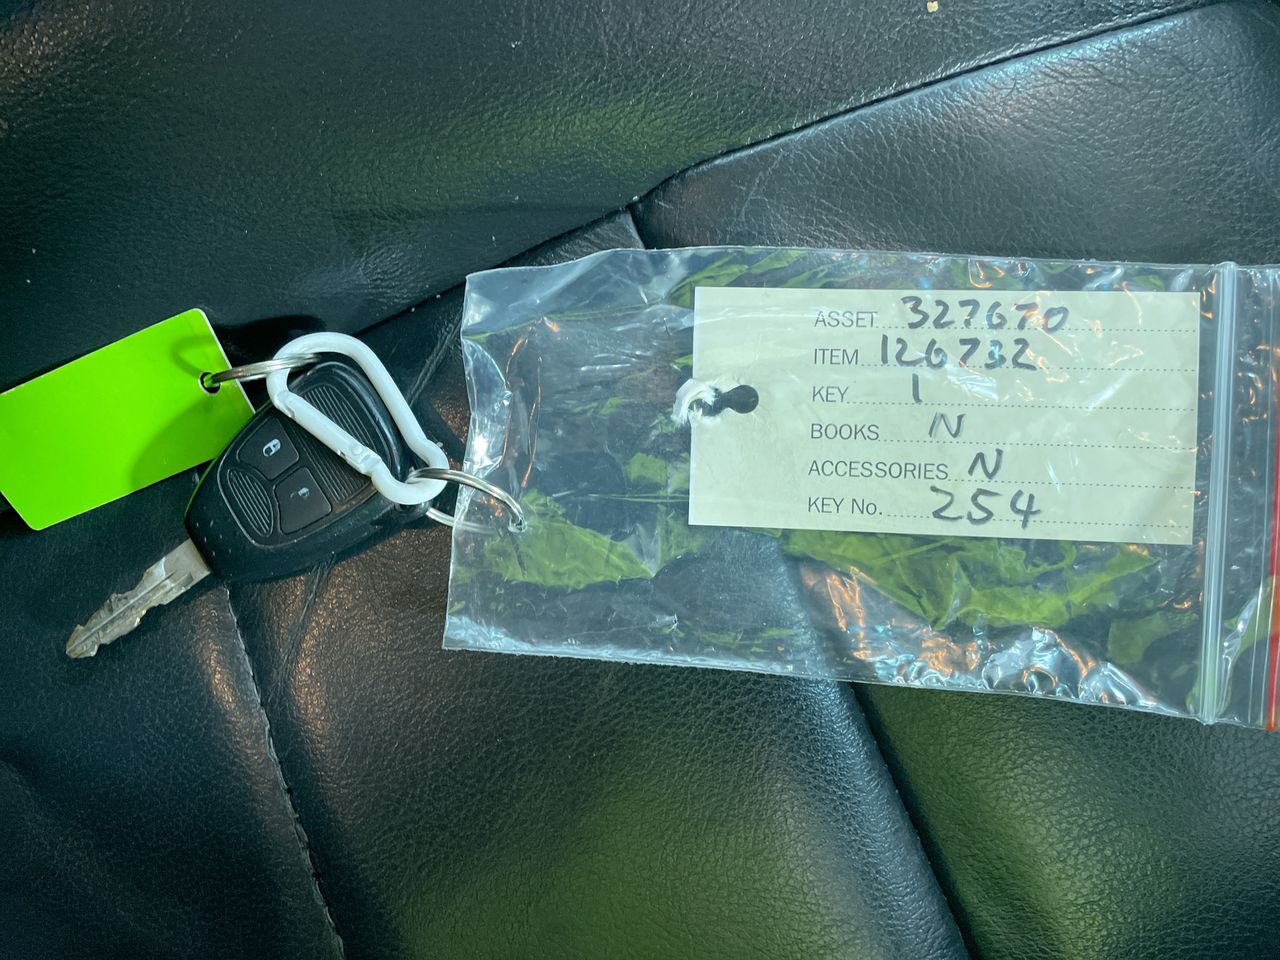 ASSET 327670
ITEM 126732
KEY 1
BOOKS N
ACCESSORIES N
KEY No. 254